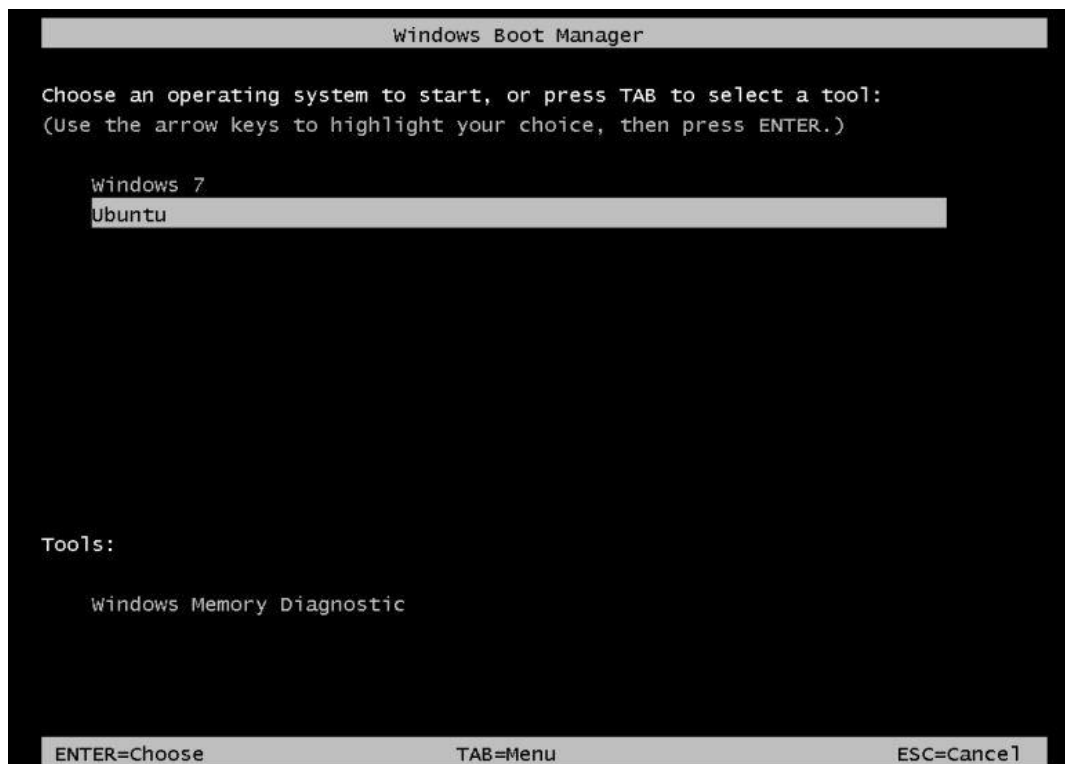 Windows Boot Manager
Choose an operating system to start, or press TAB to select a tool:
(Use the arrow keys to highlight your choice, then press ENTER.)
Windows 7
Ubuntu
Tools:
Windows Memory Diagnostic
ENTER=Choose TAB=Menu ESC=Cancel